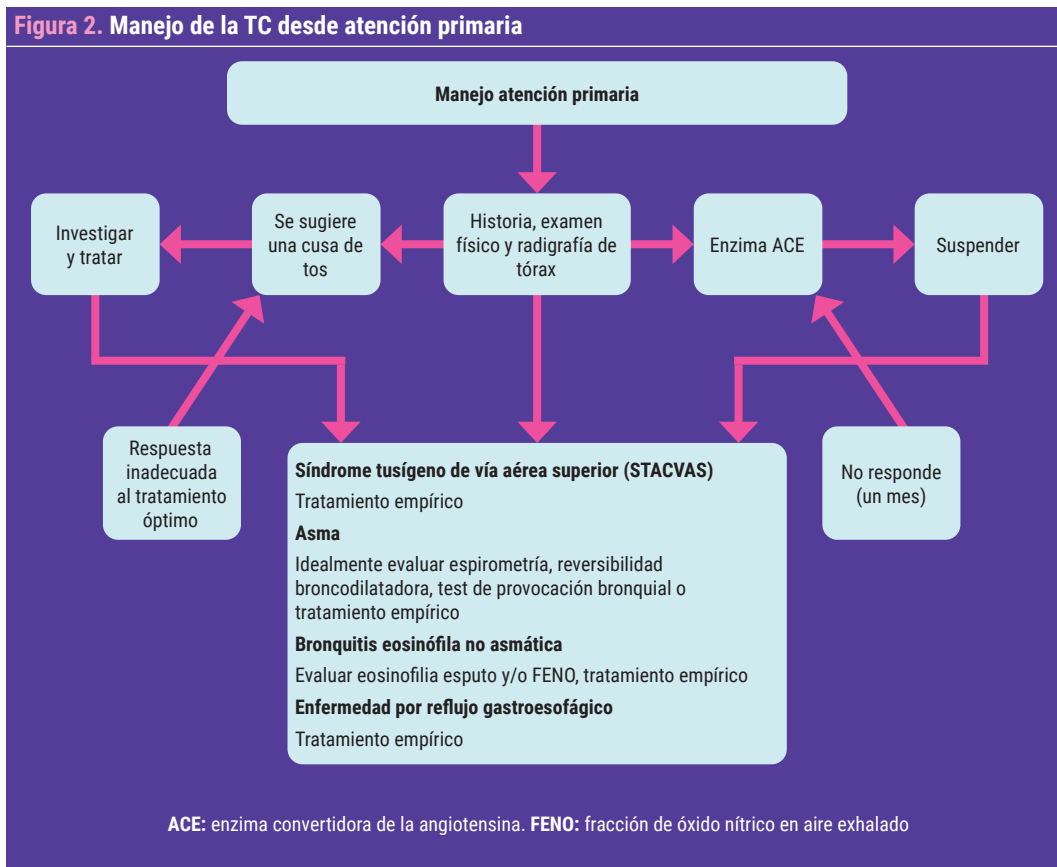 Figura 2. Manejo de la TC desde atención primaria
Manejo atención primaria
Investigar
y tratar
Se sugiere
una cusa de
tos
Historia, examen
físico y radigrafía de
tórax
Enzima ACE
Suspender
Respuesta
inadecuada
al tratamiento
óptimo
Síndrome tusígeno de vía aérea superior (STACVAS)
Tratamiento empírico
Asma
Idealmente evaluar espirometría, reversibilidad
broncodilatadora, test de provocación bronquial o
tratamiento empírico
Bronquitis eosinófila no asmática
Evaluar eosinofilia esputo y/o FENO, tratamiento empírico
Enfermedad por reflujo gastroesofágico
Tratamiento empírico
No responde
(un mes)
ACE: enzima convertidora de la angiotensina. FENO: fracción de óxido nítrico en aire exhalado